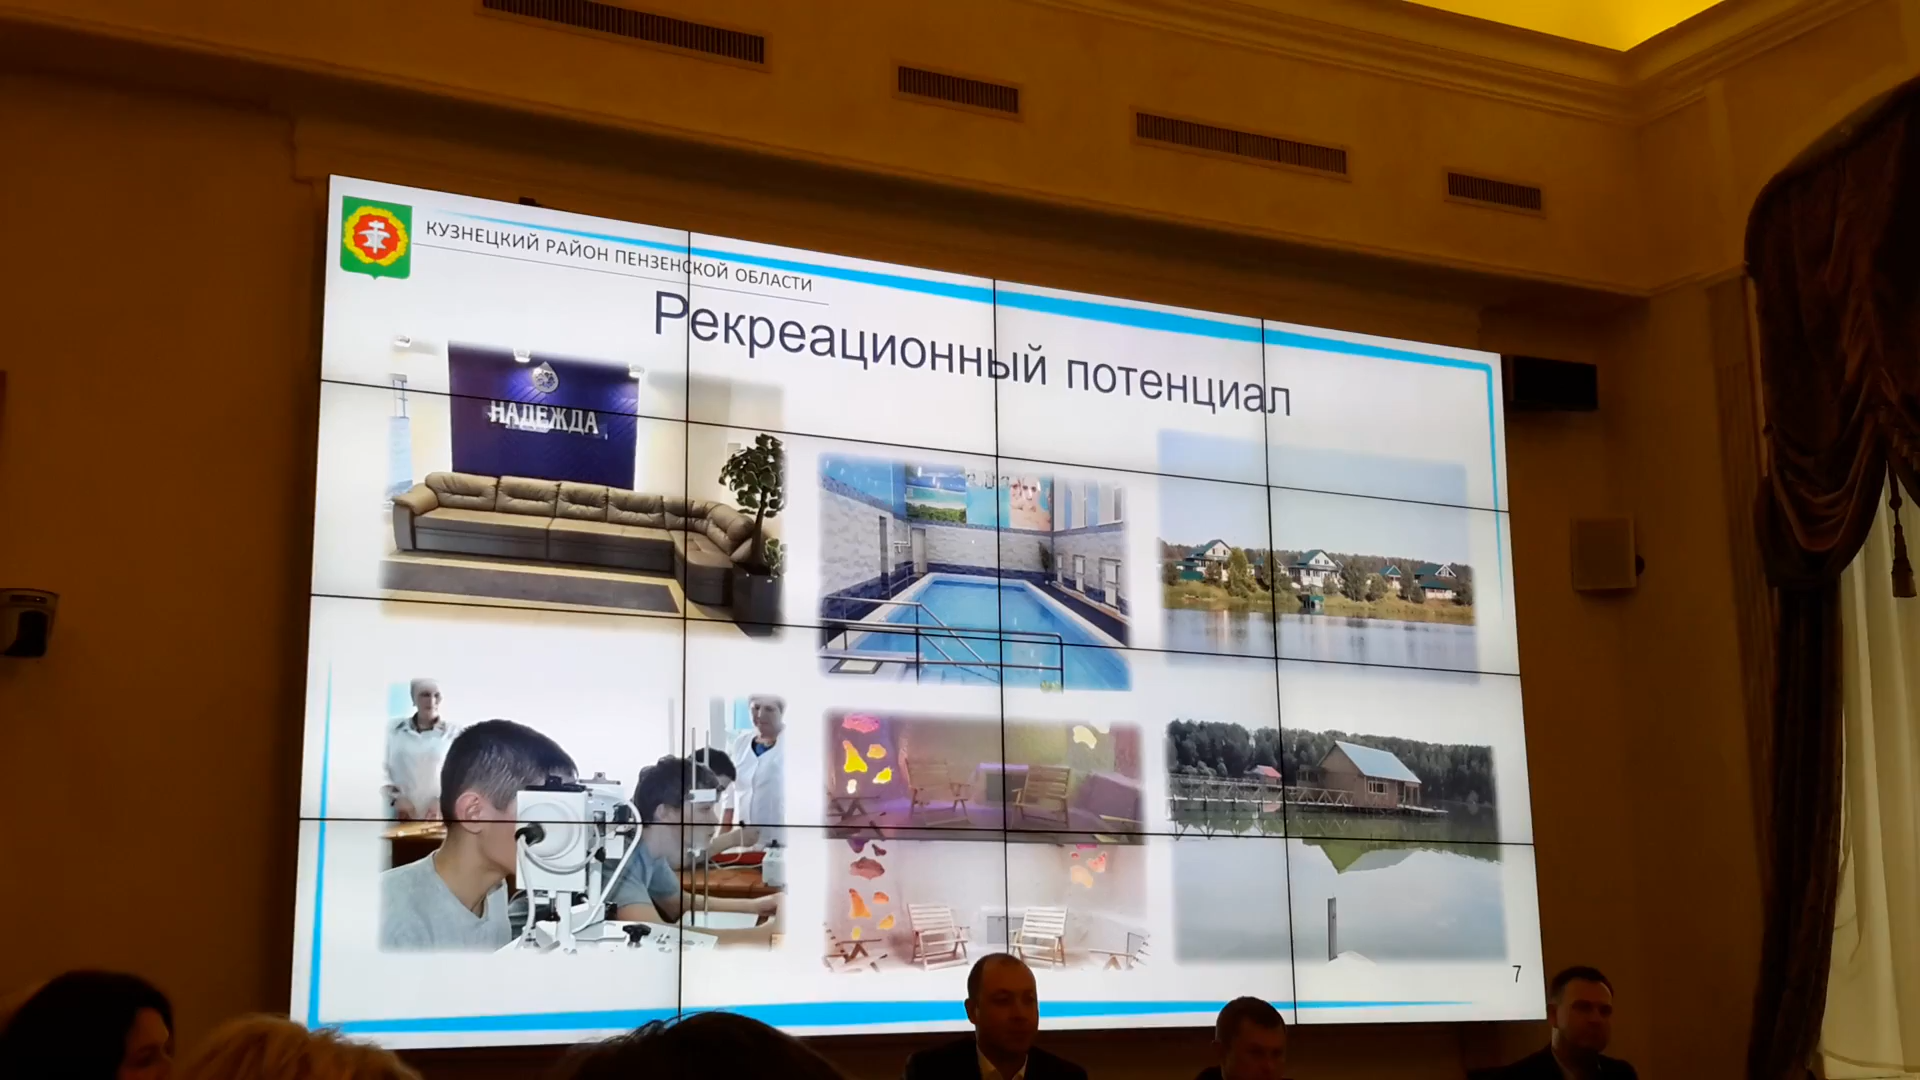 КУЗНЕЦКИЙ РАЙОН ПЕНЗЕНСКОЙ ОБЛАСТИ
Рекреационный потенциал
НАДЕЖДА
7